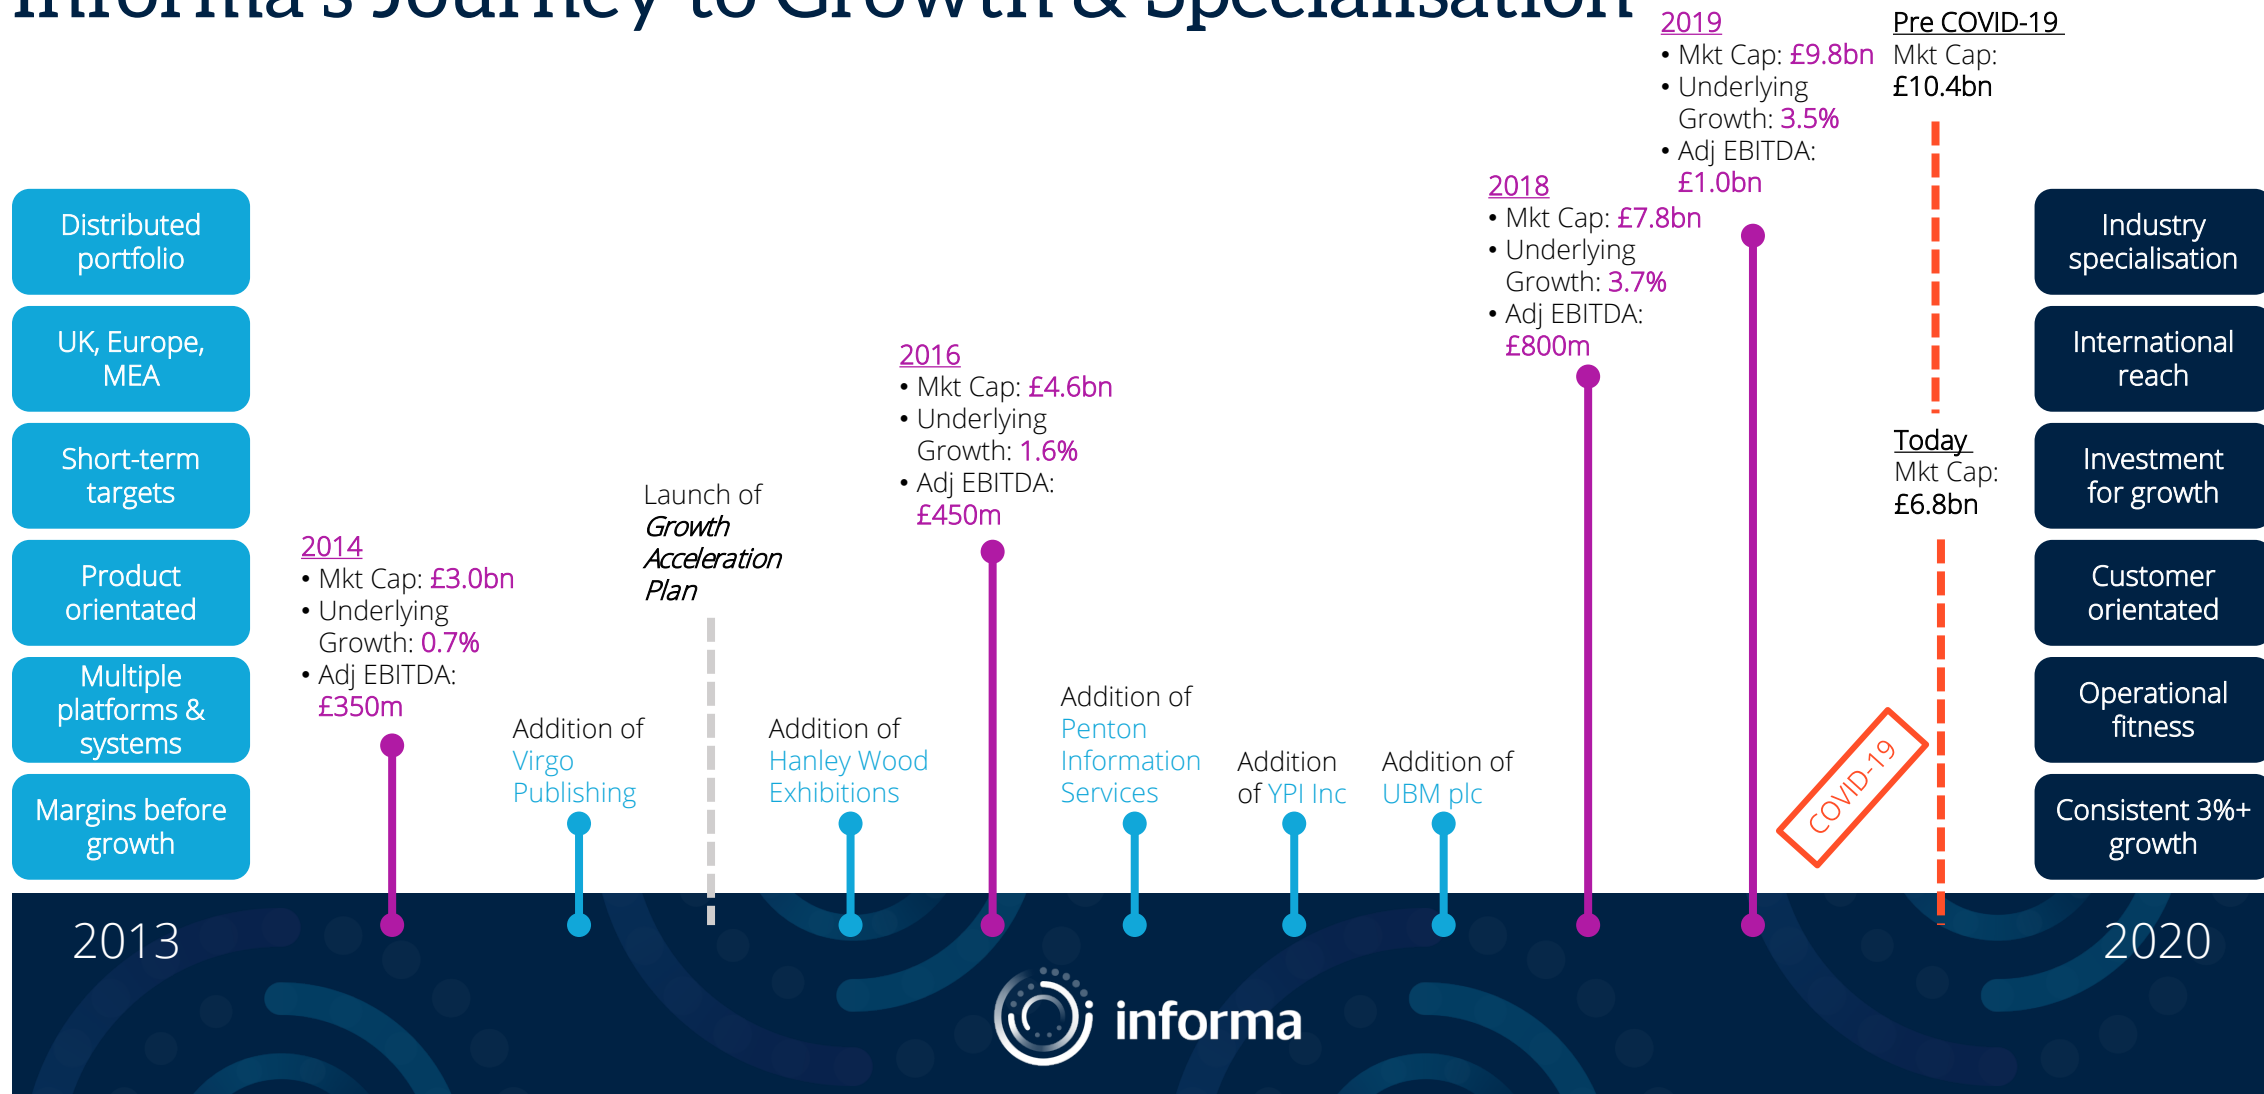 Informa's Journey to Growth & Specialisation
2019
• Mkt Cap: £9.8bn
• Underlying
Growth: 3.5%
• Adj EBITDA:
£1.0bn
Pre COVID-19
Mkt Cap:
£10.4bn
2018
• Mkt Cap: £7.8bn
• Underlying
Growth: 3.7%
• Adj EBITDA:
£800m
Distributed
portfolio
UK, Europe,
MEA
Short-term
targets
Product
orientated
Multiple
platforms &
systems
Margins before
growth
2014
• Mkt Cap: £3.0bn
• Underlying
Growth: 0.7%
• Adj EBITDA:
£350m
Addition of
Virgo
Publishing
Launch of
Growth
Acceleration
Plan
Addition of
Hanley Wood
Exhibitions
2016
• Mkt Cap: £4.6bn
• Underlying
Growth: 1.6%
• Adj EBITDA:
£450m
Addition of
Penton
Information
Services
Addition
of YPI Inc
Addition of
UBM plc
Today
Mkt Cap:
£6.8bn
COVID-19
Industry
specialisation
International
reach
Investment
for growth
Customer
orientated
Operational
fitness
Consistent 3%+
growth
2013
2020
informa